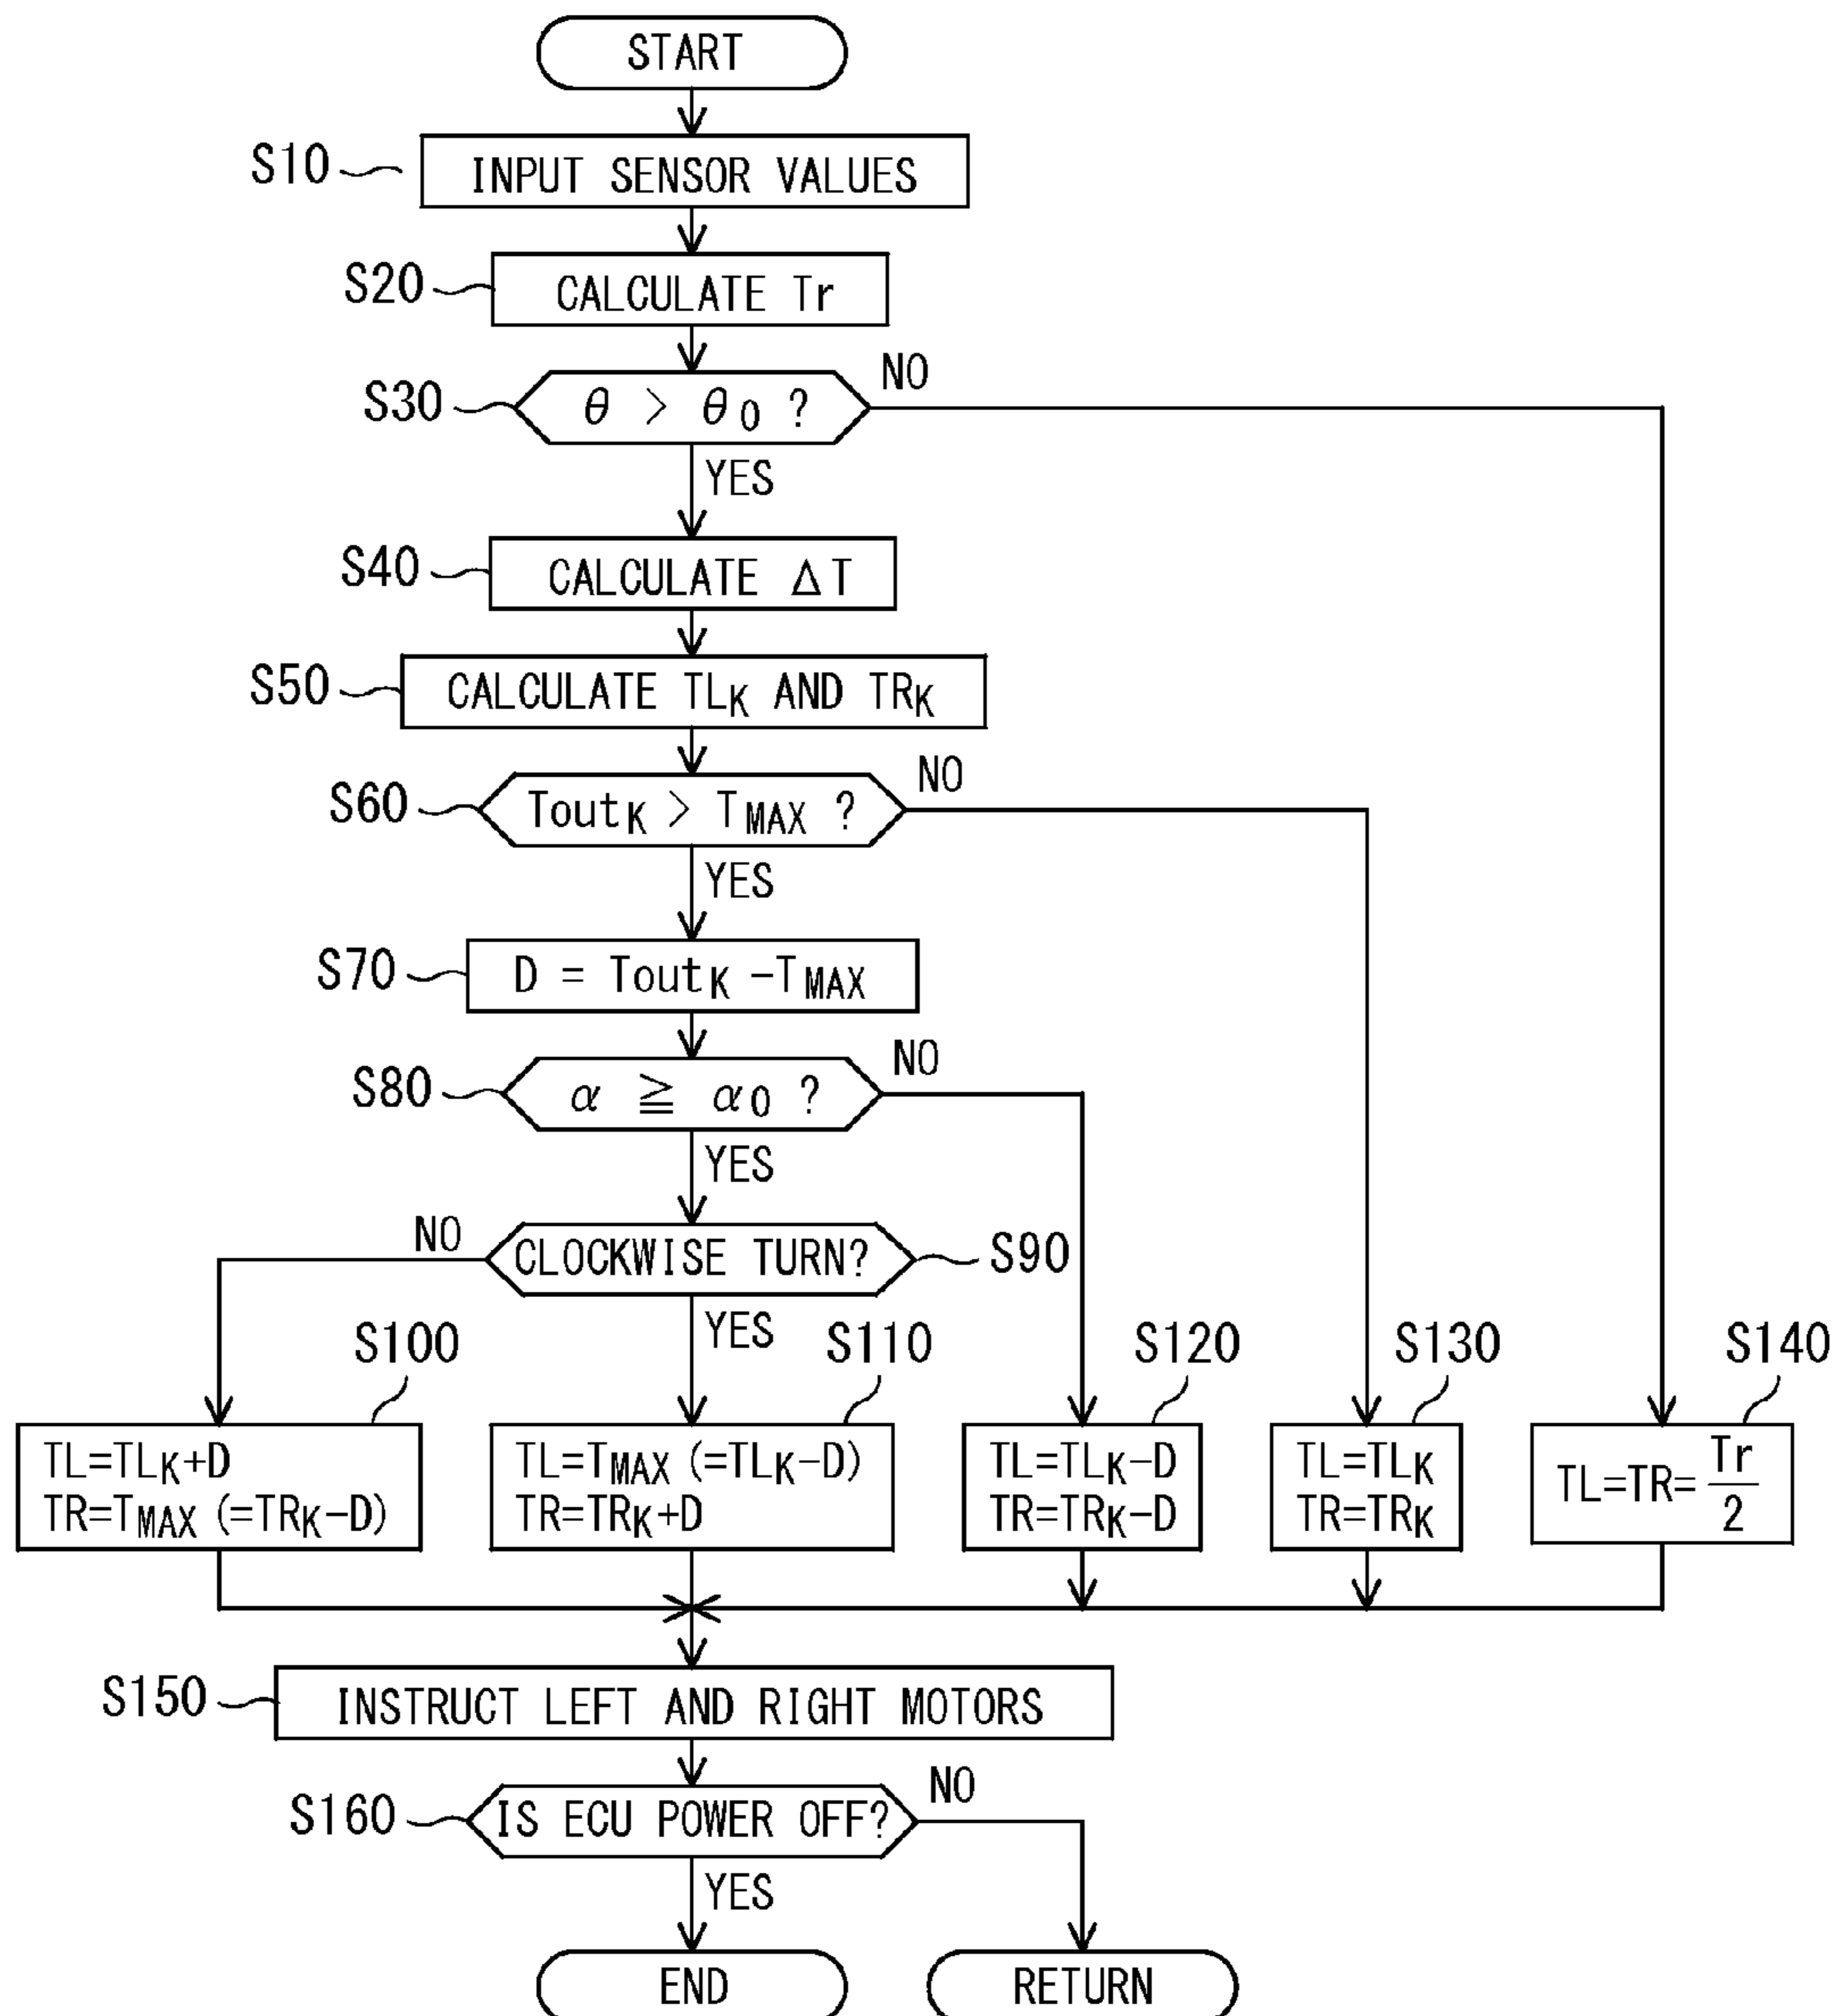 START
S10
INPUT SENSOR VALUES
S20
CALCULATE Tr
S30
θ > θ0 ?
NO
YES
S40
CALCULATE ΔT
S50
CALCULATE TLK AND TRK
S60
ToutK > TMAX ?
NO
YES
S70
D = ToutK -TMAX
S80
α ≧ α0 ?
NO
YES
NO
CLOCKWISE TURN?
S90
YES
S100
S110
S120
S130
S140
TL=TLK+D
TR=TMAX (=TRK-D)
TL=TMAX (=TLK-D)
TR=TRK+D
TL=TLK-D
TR=TRK-D
TL=TLK
TR=TRK
TL=TR= Tr/2
S150
INSTRUCT LEFT AND RIGHT MOTORS
S160
IS ECU POWER OFF?
NO
YES
END
RETURN